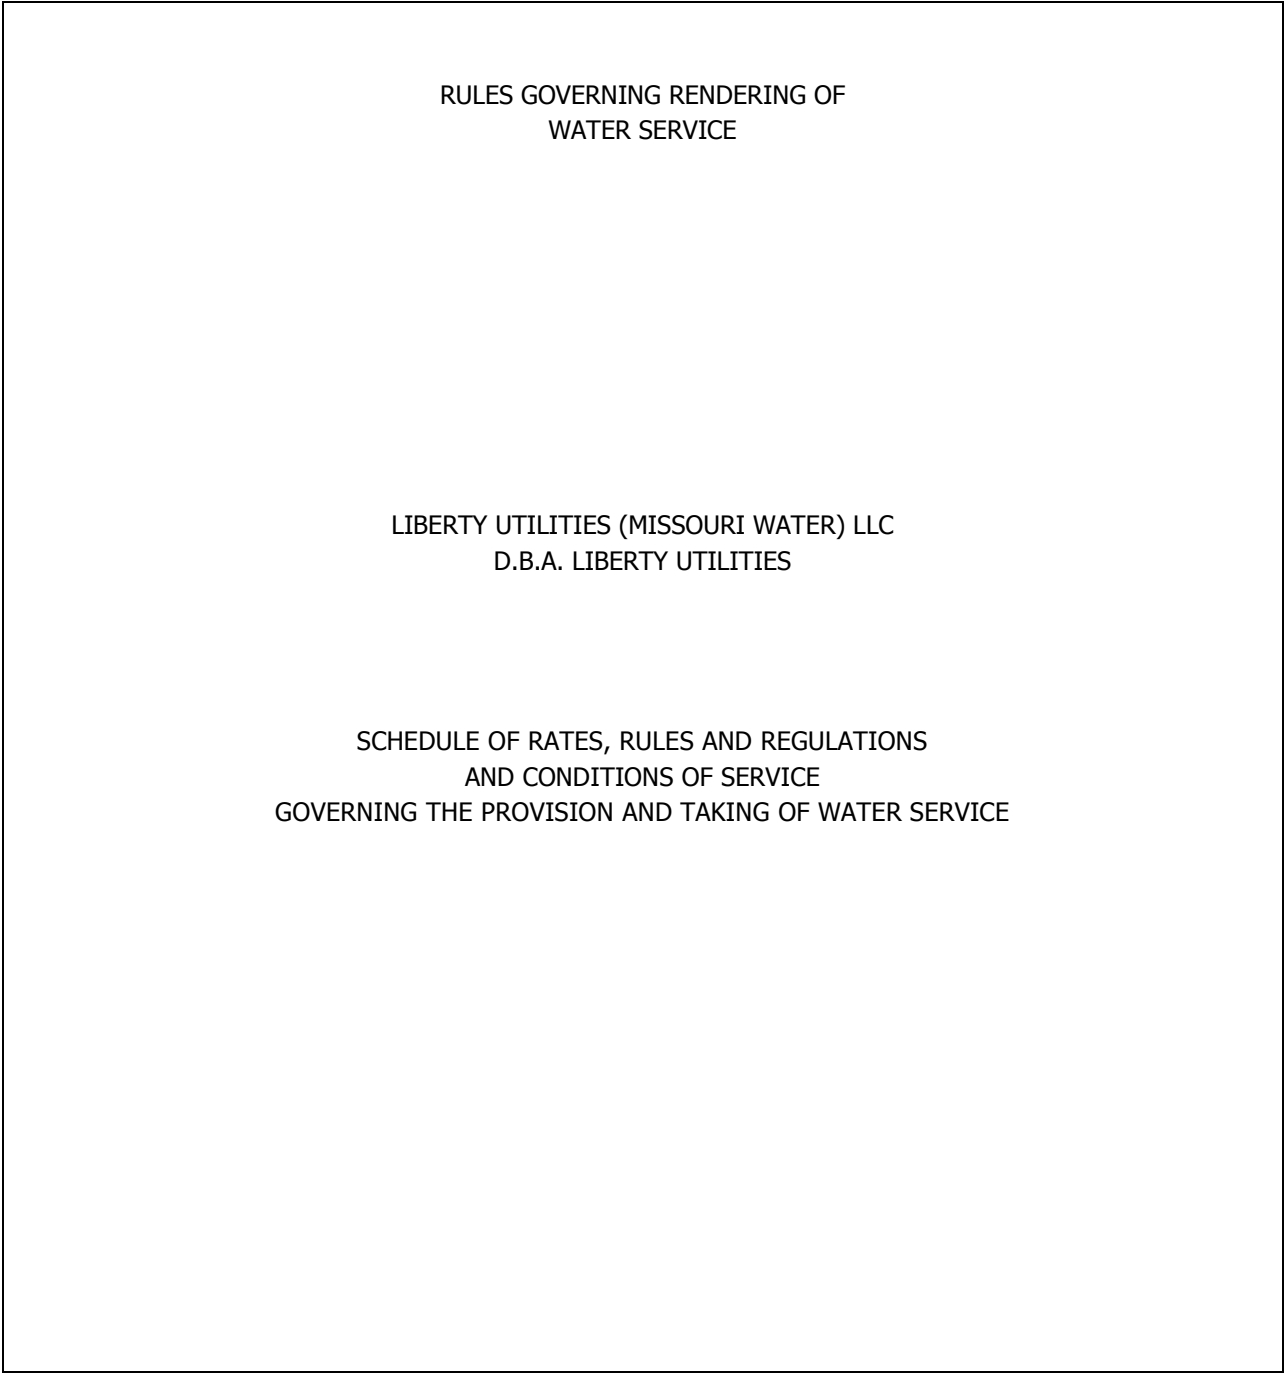 RULES GOVERNING RENDERING OF
WATER SERVICE
LIBERTY UTILITIES (MISSOURI WATER) LLC
D.B.A. LIBERTY UTILITIES
SCHEDULE OF RATES, RULES AND REGULATIONS
AND CONDITIONS OF SERVICE
GOVERNING THE PROVISION AND TAKING OF WATER SERVICE